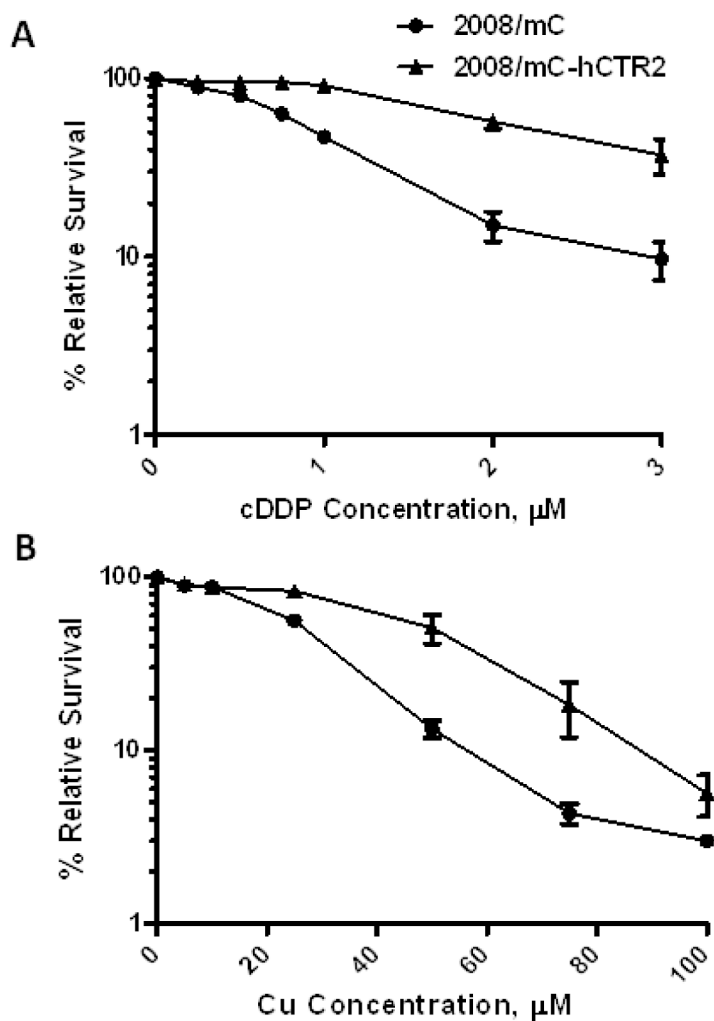 A
2008/mC
2008/mC-hCTR2
100
10
1
% Relative Survival
0 1 2 3
cDDP Concentration, μM
B
100
10
1
% Relative Survival
0 20 40 60 80 100
Cu Concentration, μM